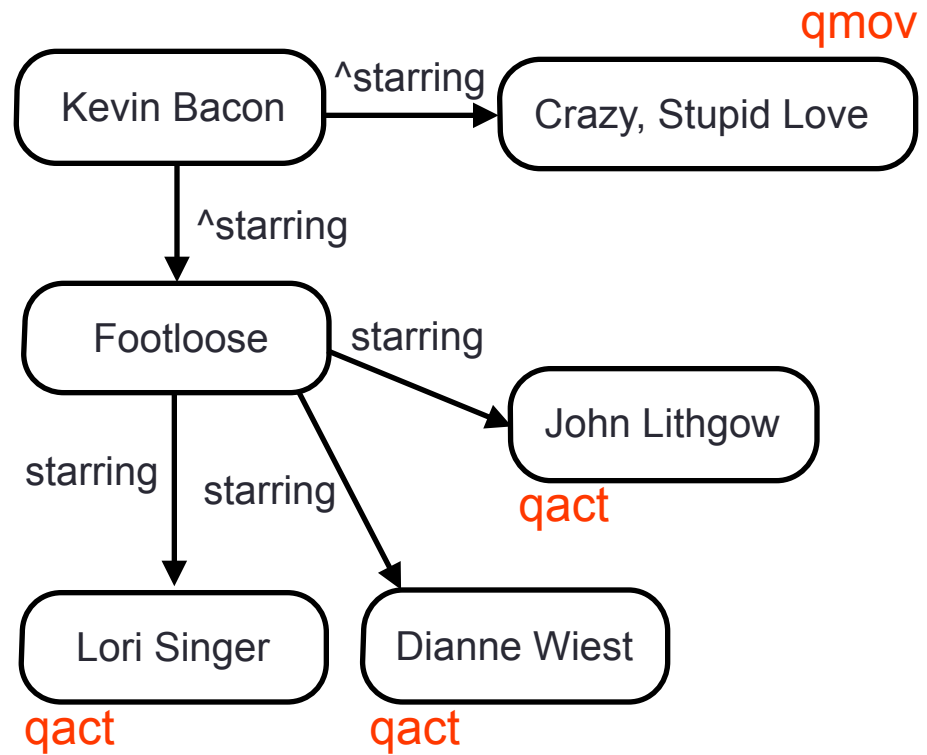 qmov
Kevin Bacon
^starring
Crazy, Stupid Love
^starring
Footloose
starring
John Lithgow
qact
starring
starring
Lori Singer
Dianne Wiest
qact
qact